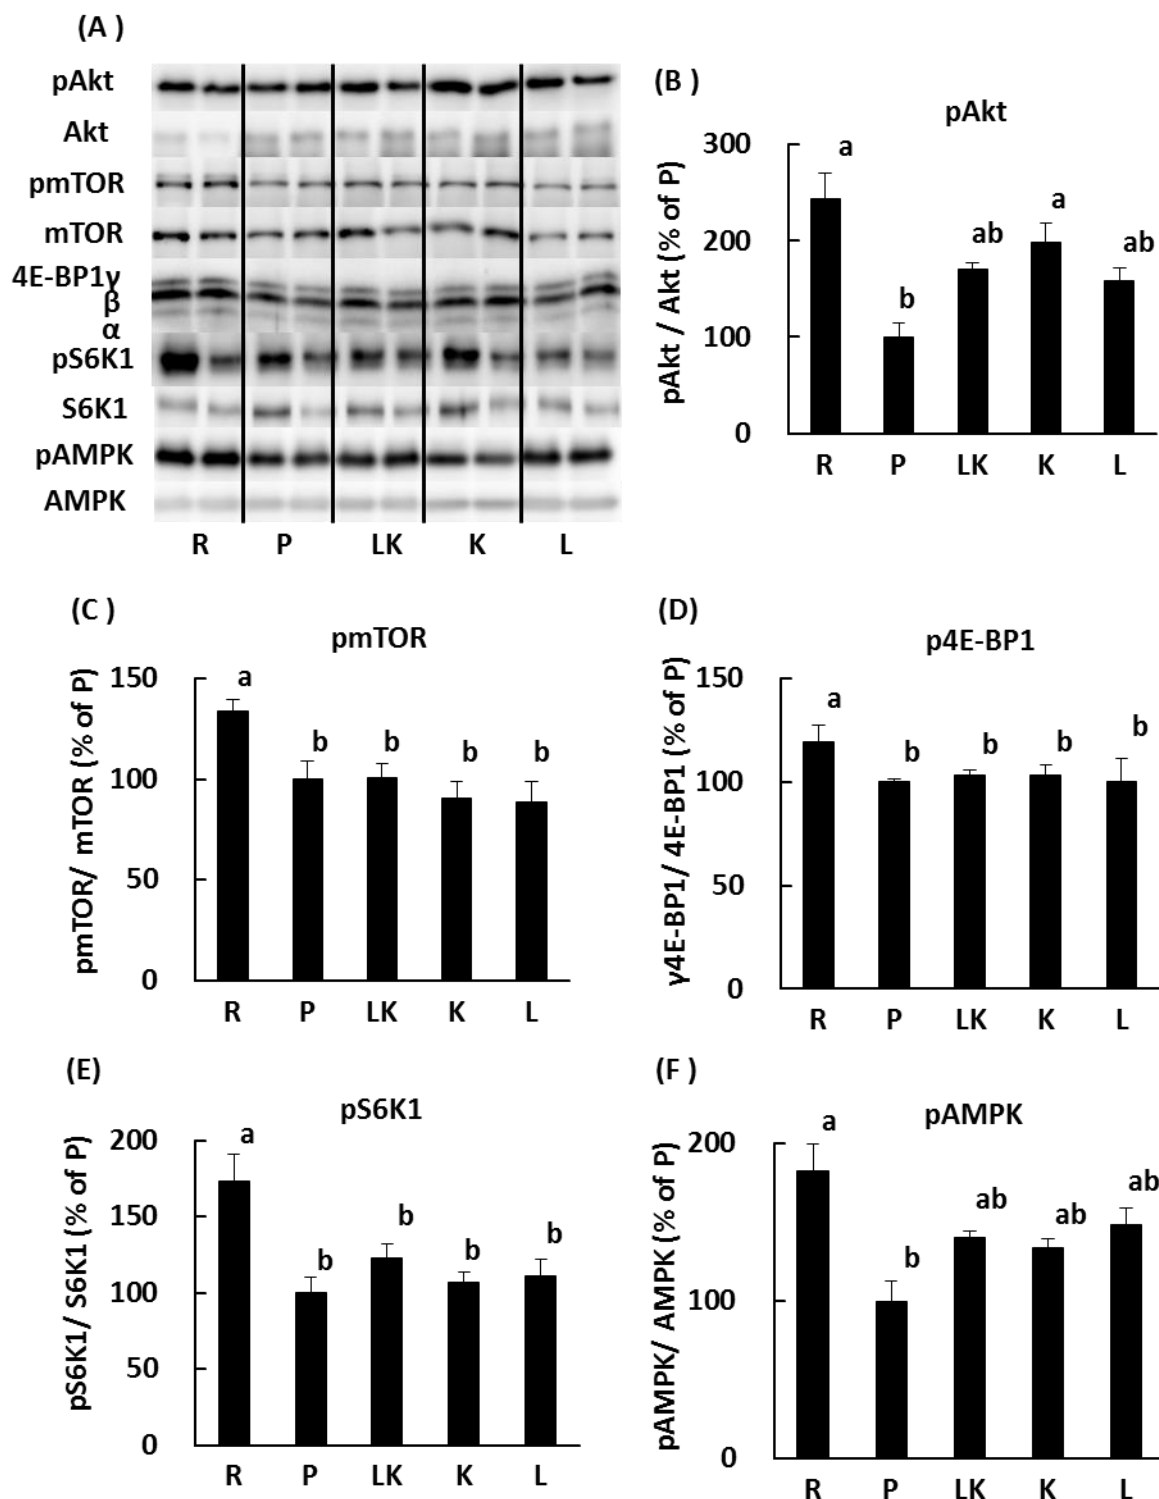 (A )
pAkt
Akt
pmTOR
mTOR
4E-BP1γ
β
α
pS6K1
S6K1
pAMPK
AMPK
R P LK K L
(B )
pAkt
pAkt / Akt (% of P)
300
200
100
0
a
b
ab
a
ab
R P LK K L
(C )
pmTOR
pmTOR/ mTOR (% of P)
150
100
50
0
a
b
b
b
b
R P LK K L
(D )
p4E-BP1
γ4E-BP1/ 4E-BP1 (% of P)
150
100
50
0
a
b
b
b
b
R P LK K L
(E )
pS6K1
pS6K1/ S6K1 (% of P)
200
150
100
50
0
a
b
b
b
b
R P LK K L
(F )
pAMPK
pAMPK/ AMPK (% of P)
200
100
0
a
b
ab
ab
ab
R P LK K L